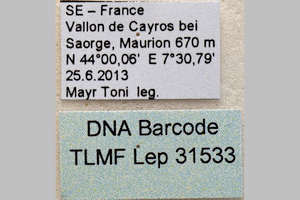 SE – France
Vallon de Cayros bei
Saorge, Maurion 670 m
N 44°00,06' E 7°30,79'
25.6.2013
Mayr Toni leg.
DNA Barcode
TLMF Lep 31533